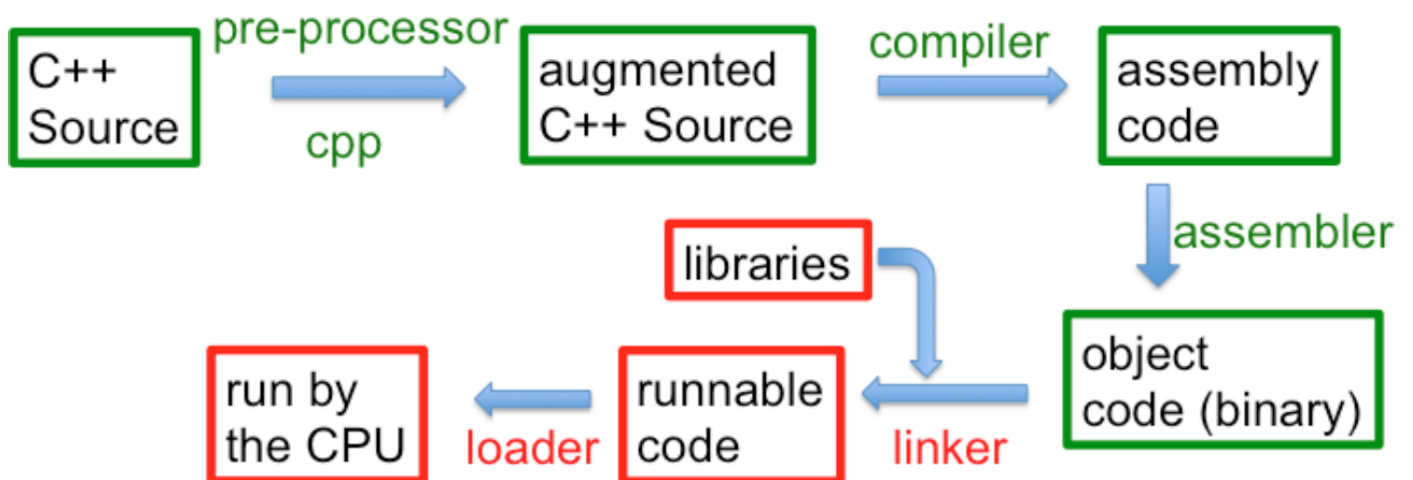 C++
Source
pre-processor
cpp
augmented
C++ Source
compiler
assembly
code
assembler
object
code (binary)
libraries
linker
runnable
code
loader
run by
the CPU